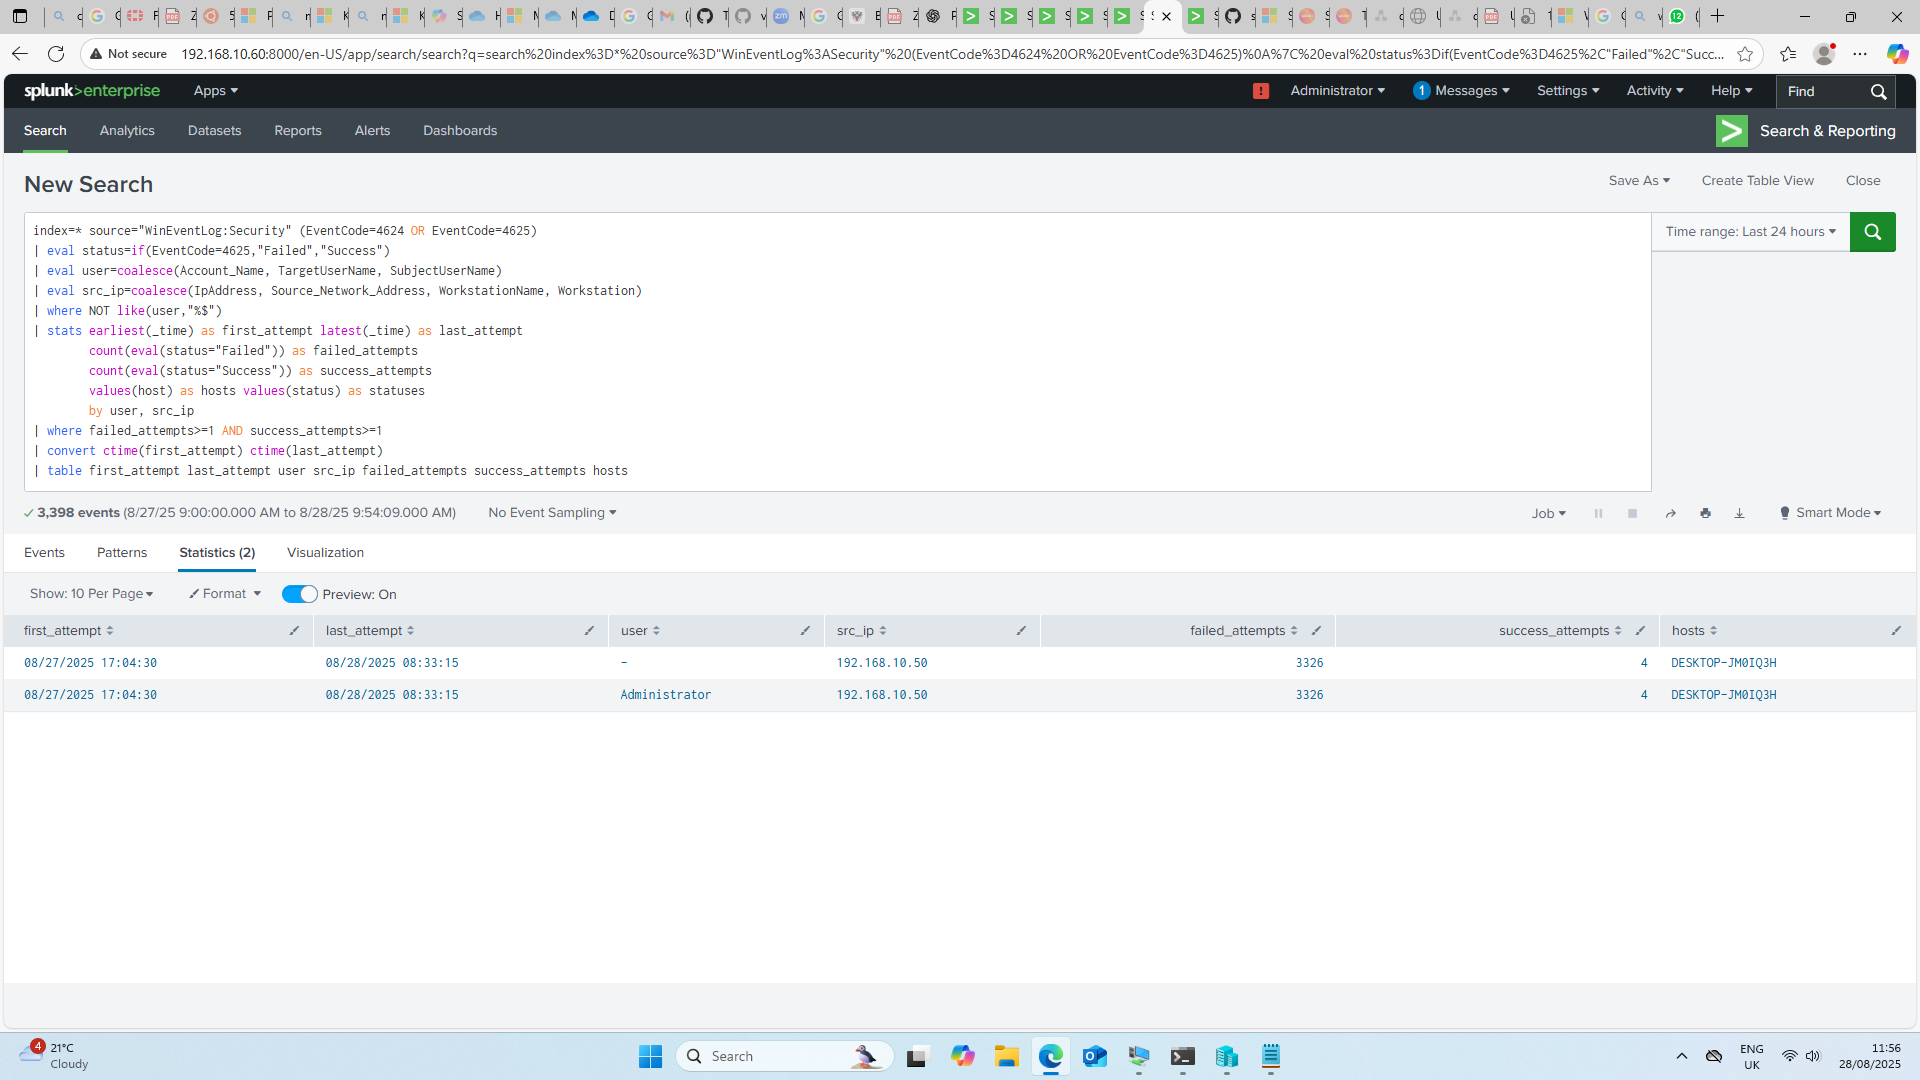 Not secure
192.168.10.60:8000/en-US/app/search/search?q=search%20index%3D*%20source%3D"WinEventLog%3ASecurity"%20(EventCode%3D4624%20OR%20EventCode%3D4625)%0A%7C%20eval%20status%3Dif(EventCode%3D4625%2C"Failed"%2C"Succ...
splunk>enterprise
Apps
!
Administrator
1 Messages
Settings
Activity
Help
Find
Search
Analytics
Datasets
Reports
Alerts
Dashboards
> Search & Reporting
New Search
Save As
Create Table View
Close
index=* source="WinEventLog:Security" (EventCode=4624 OR EventCode=4625)
| eval status=if(EventCode=4625,"Failed","Success")
| eval user=coalesce(Account_Name, TargetUserName, SubjectUserName)
| eval src_ip=coalesce(IpAddress, Source_Network_Address, WorkstationName, Workstation)
| where NOT like(user,"%$")
| stats earliest(_time) as first_attempt latest(_time) as last_attempt
count(eval(status="Failed")) as failed_attempts
count(eval(status="Success")) as success_attempts
values(host) as hosts values(status) as statuses
by user, src_ip
| where failed_attempts>=1 AND success_attempts>=1
| convert ctime(first_attempt) ctime(last_attempt)
| table first_attempt last_attempt user src_ip failed_attempts success_attempts hosts
Time range: Last 24 hours
3,398 events (8/27/25 9:00:00.000 AM to 8/28/25 9:54:09.000 AM)
No Event Sampling
Job
Smart Mode
Events
Patterns
Statistics (2)
Visualization
Show: 10 Per Page
Format
Preview: On
first_attempt last_attempt user src_ip failed_attempts success_attempts hosts
08/27/2025 17:04:30 08/28/2025 08:33:15 - 192.168.10.50 3326 4 DESKTOP-JM0IQ3H
08/27/2025 17:04:30 08/28/2025 08:33:15 Administrator 192.168.10.50 3326 4 DESKTOP-JM0IQ3H
4
21°C
Cloudy
Search
ENG
UK
11:56
28/08/2025